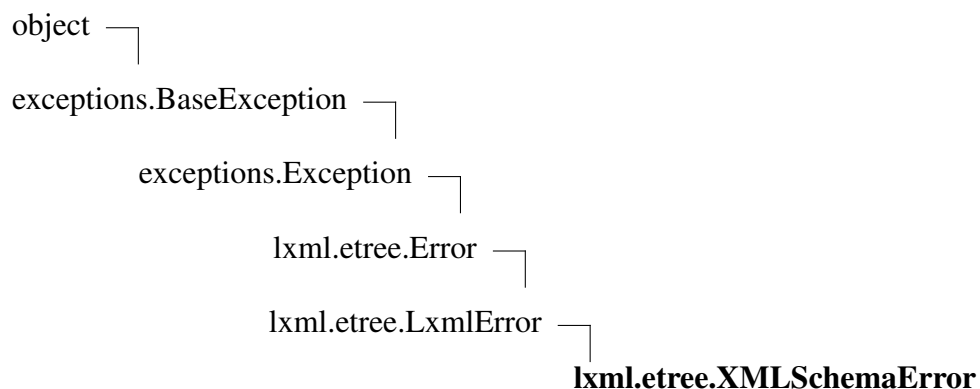 object
exceptions.BaseException
exceptions.Exception
lxml.etree.Error
lxml.etree.LxmlError
lxml.etree.XMLSchemaError